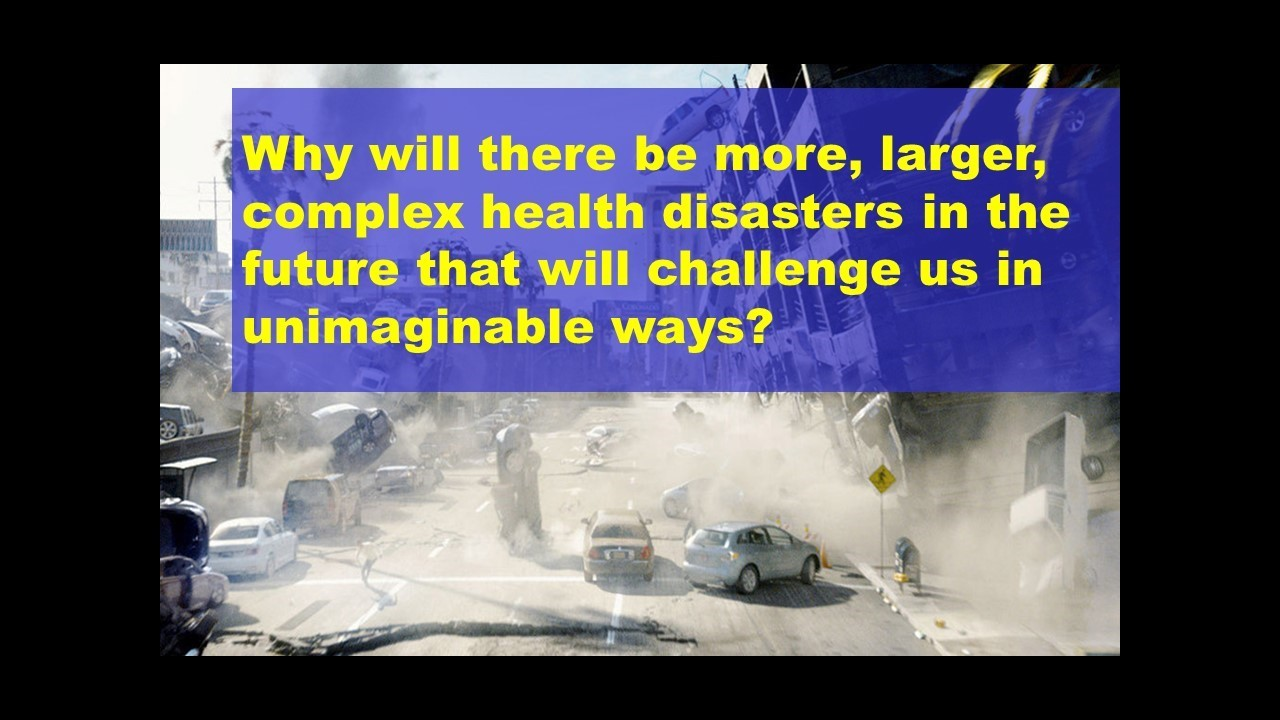 Why will there be more, larger,
complex health disasters in the
future that will challenge us in
unimaginable ways?